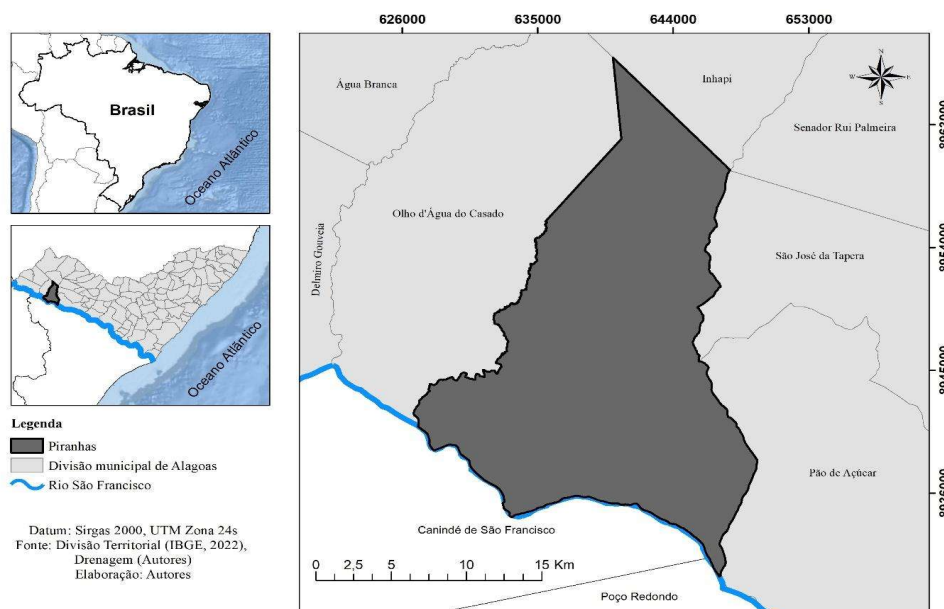 626000
635000
644000
653000
Brasil
Oceano Atlântico
Oceano Atlântico
Legenda
Piranhas
Divisão municipal de Alagoas
Rio São Francisco
Datum: Sirgas 2000, UTM Zona 24s
Fonte: Divisão Territorial (IBGE, 2022),
Drenagem (Autores)
Elaboração: Autores
Água Branca
Inhapi
N
W
E
S
Senador Rui Palmeira
Olho d'Água do Casado
Delmiro Gouveia
São José da Tapera
Pão de Açúcar
Canindé de São Francisco
0 2,5 5 10 15 Km
Poço Redondo
8954000
8945000
8936000